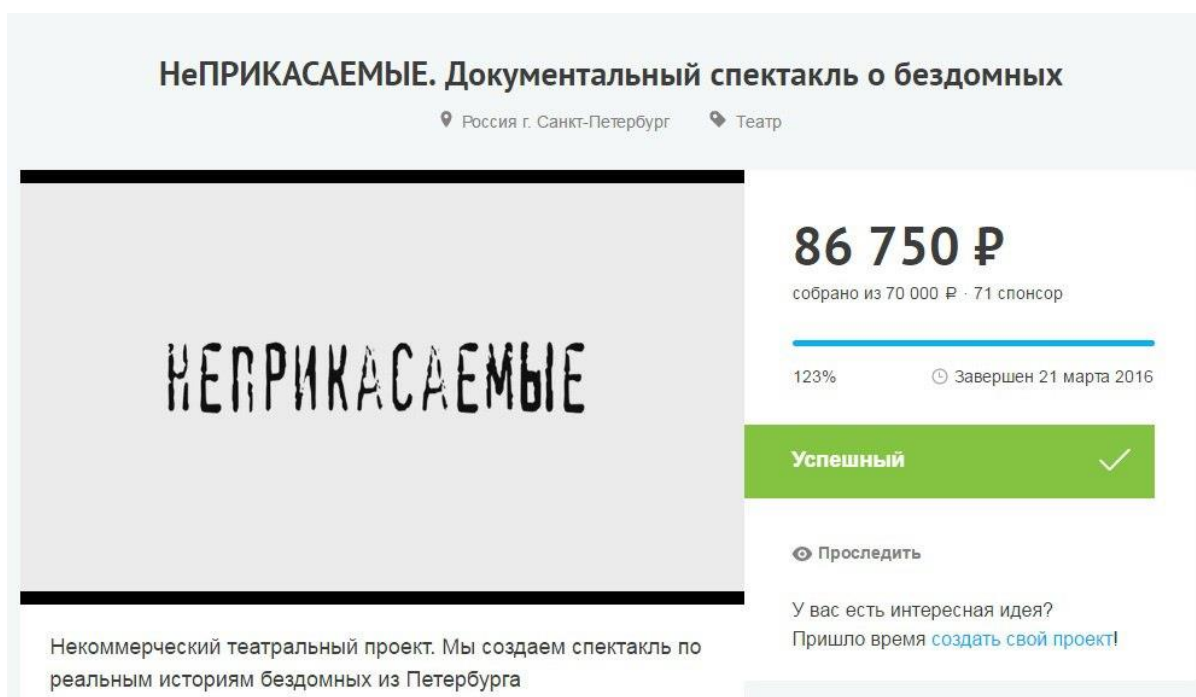 НеПРИКАСАЕМЫЕ. Документальный спектакль о бездомных
Россия г. Санкт-Петербург Театр
НЕПРИКАСАЕМЫЕ
Некоммерческий театральный проект. Мы создаем спектакль по
реальным историям бездомных из Петербурга
86 750 ₽
собрано из 70 000 ₽ · 71 спонсор
123% Завершен 21 марта 2016
Успешный
Проследить
У вас есть интересная идея?
Пришло время создать свой проект!